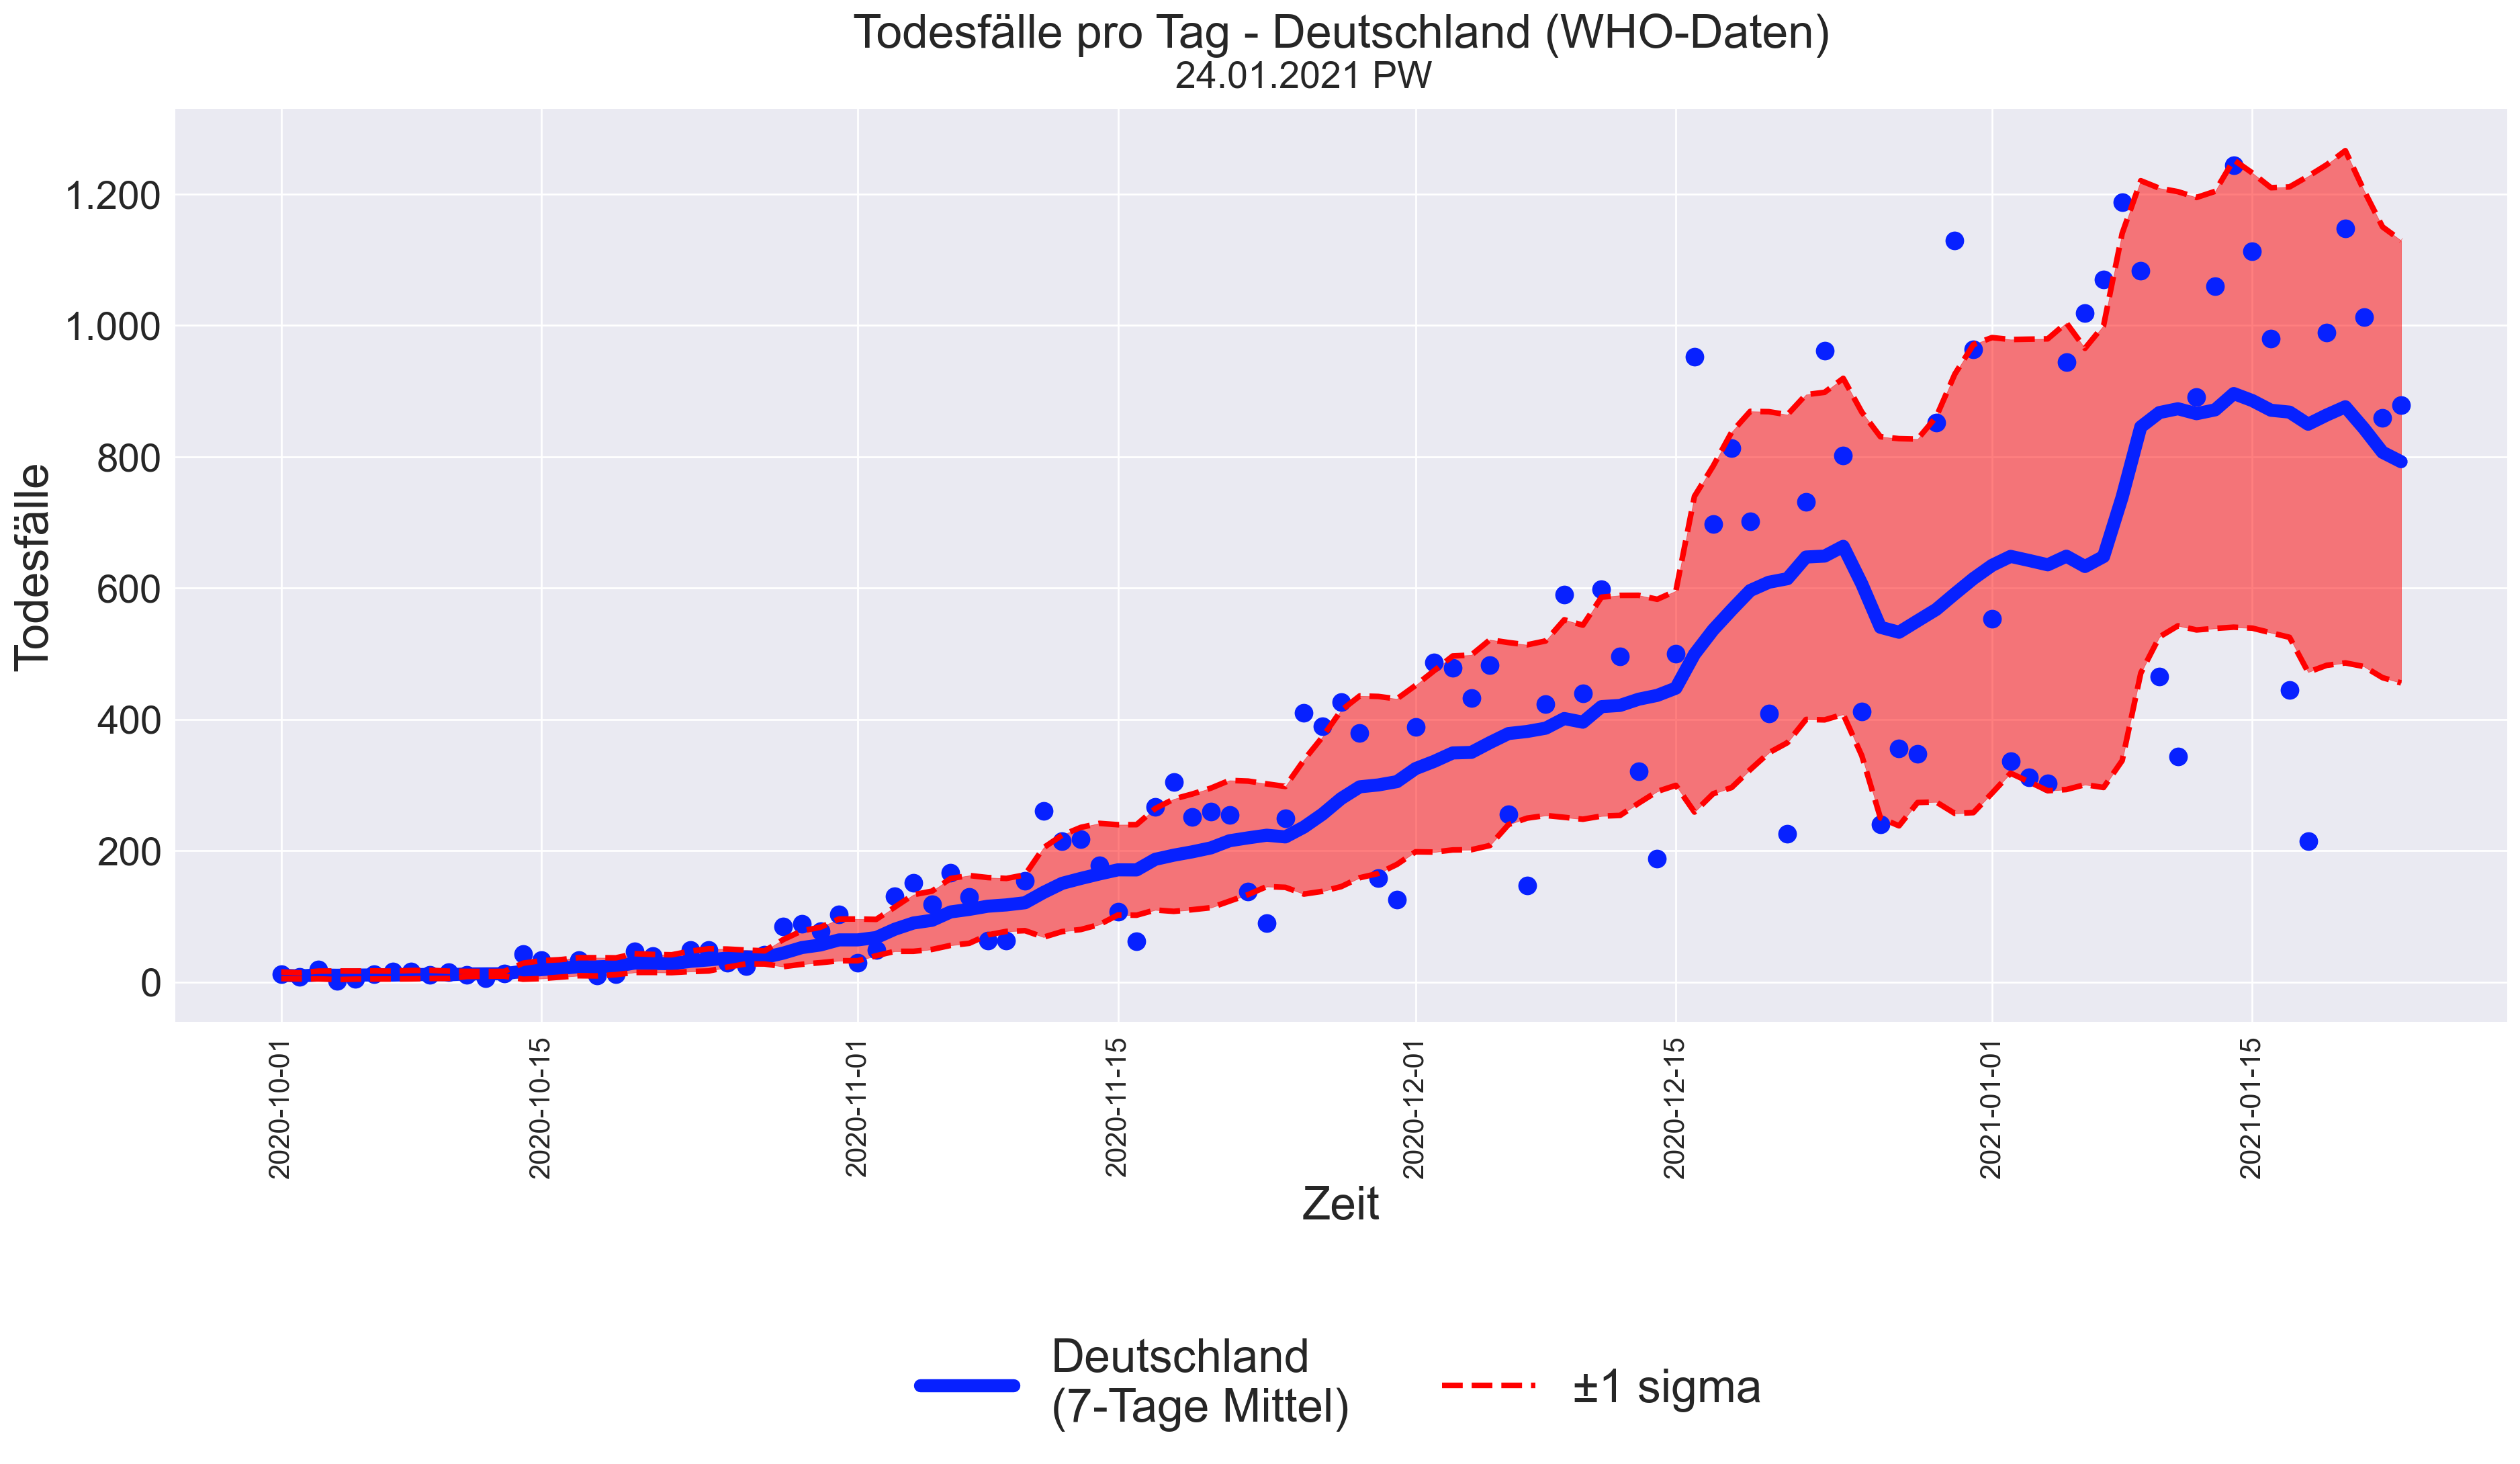 Todesfälle pro Tag - Deutschland (WHO-Daten)
24.01.2021 PW
Todesfälle
1.200
1.000
800
600
400
200
0
2020-10-01
2020-10-15
2020-11-01
2020-11-15
2020-12-01
2020-12-15
2021-01-01
2021-01-15
Zeit
Deutschland
(7-Tage Mittel)
±1 sigma